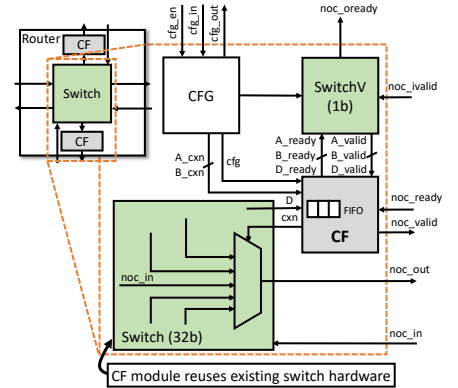 Router
CF
Switch
CF
cfg_en
cfg_in
cfg_out
noc_oready
CFG
SwitchV
(1b)
noc_ivalid
A_cxn
B_cxn
cfg
A_ready
B_ready
D_ready
A_valid
B_valid
D_valid
D
cxn
FIFO
CF
noc_ready
noc_valid
noc_in
noc_out
Switch (32b)
noc_in
CF module reuses existing switch hardware